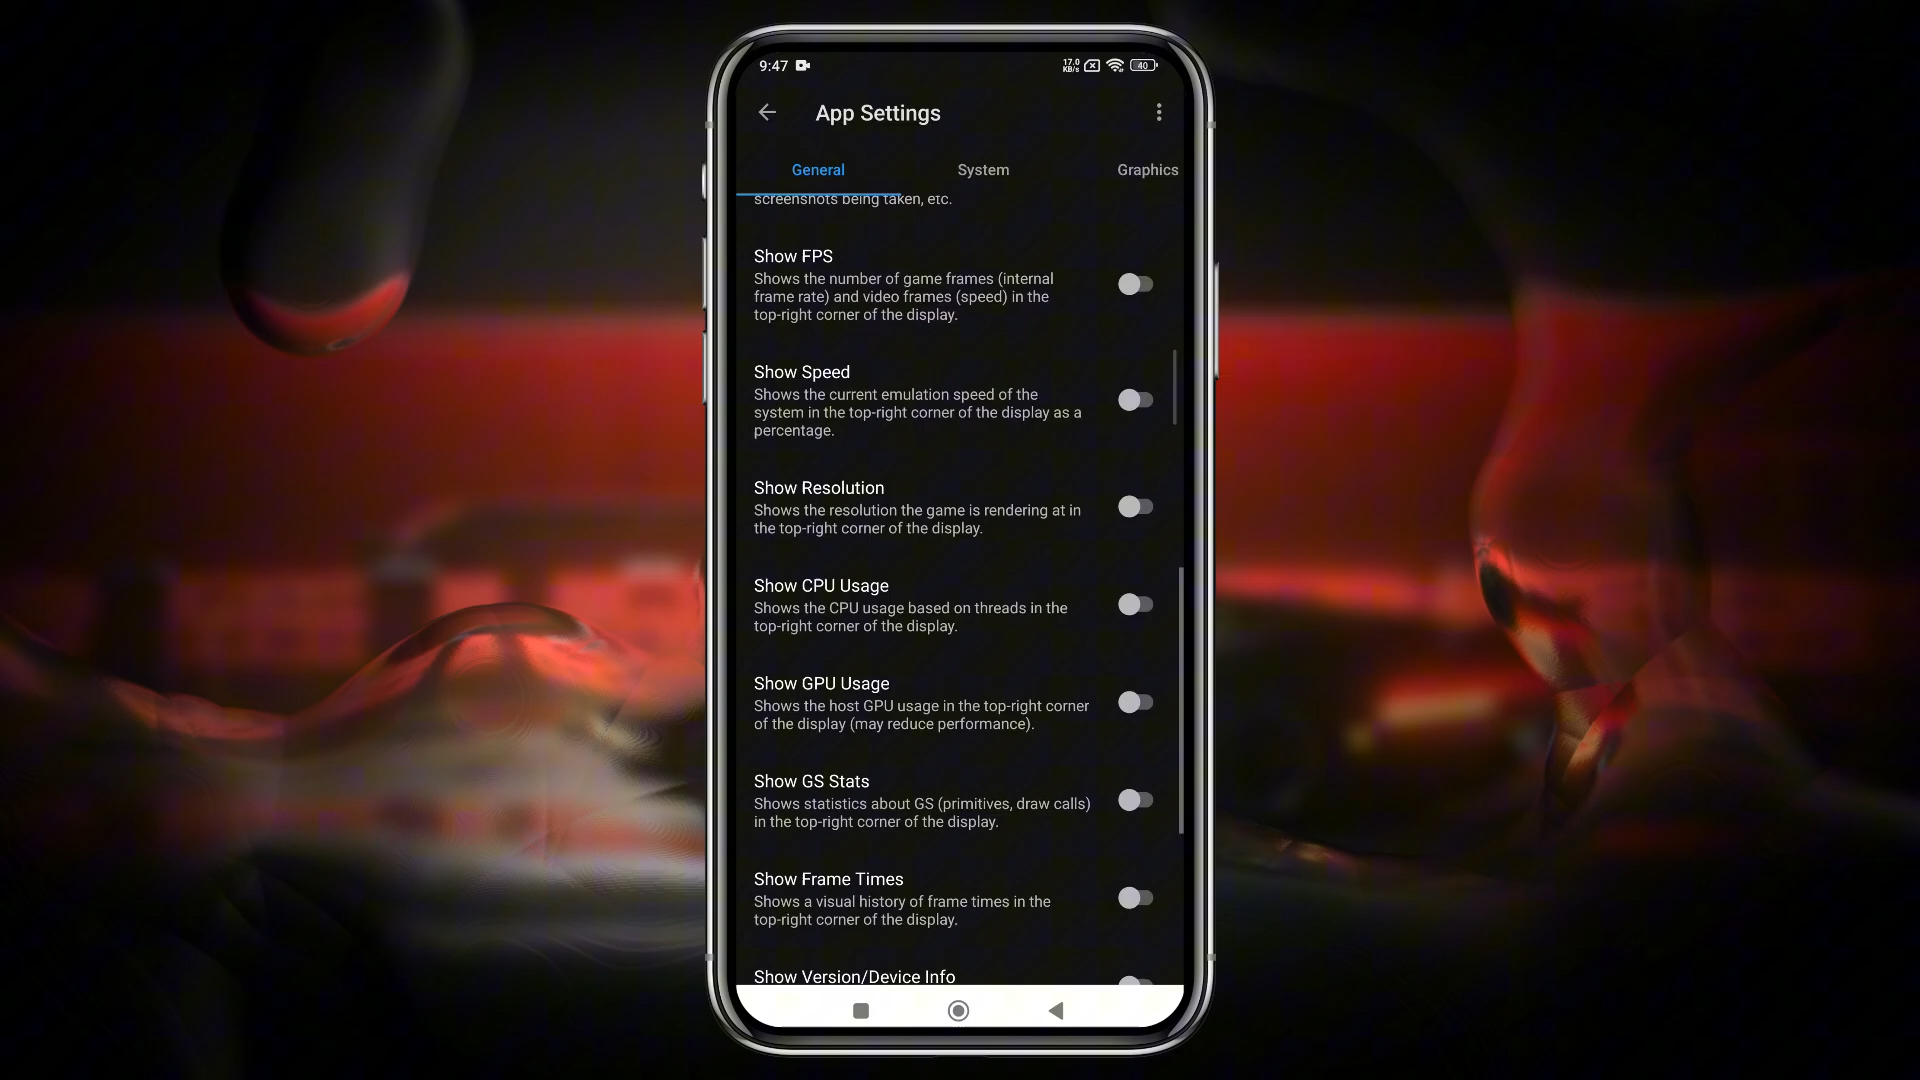 9:47
17.0
KB/s
40
App Settings
General
System
Graphics
screenshots being taken, etc.
Show FPS
Shows the number of game frames (internal
frame rate) and video frames (speed) in the
top-right corner of the display.
Show Speed
Shows the current emulation speed of the
system in the top-right corner of the display as a
percentage.
Show Resolution
Shows the resolution the game is rendering at in
the top-right corner of the display.
Show CPU Usage
Shows the CPU usage based on threads in the
top-right corner of the display.
Show GPU Usage
Shows the host GPU usage in the top-right corner
of the display (may reduce performance).
Show GS Stats
Shows statistics about GS (primitives, draw calls)
in the top-right corner of the display.
Show Frame Times
Shows a visual history of frame times in the
top-right corner of the display.
Show Version/Device Info